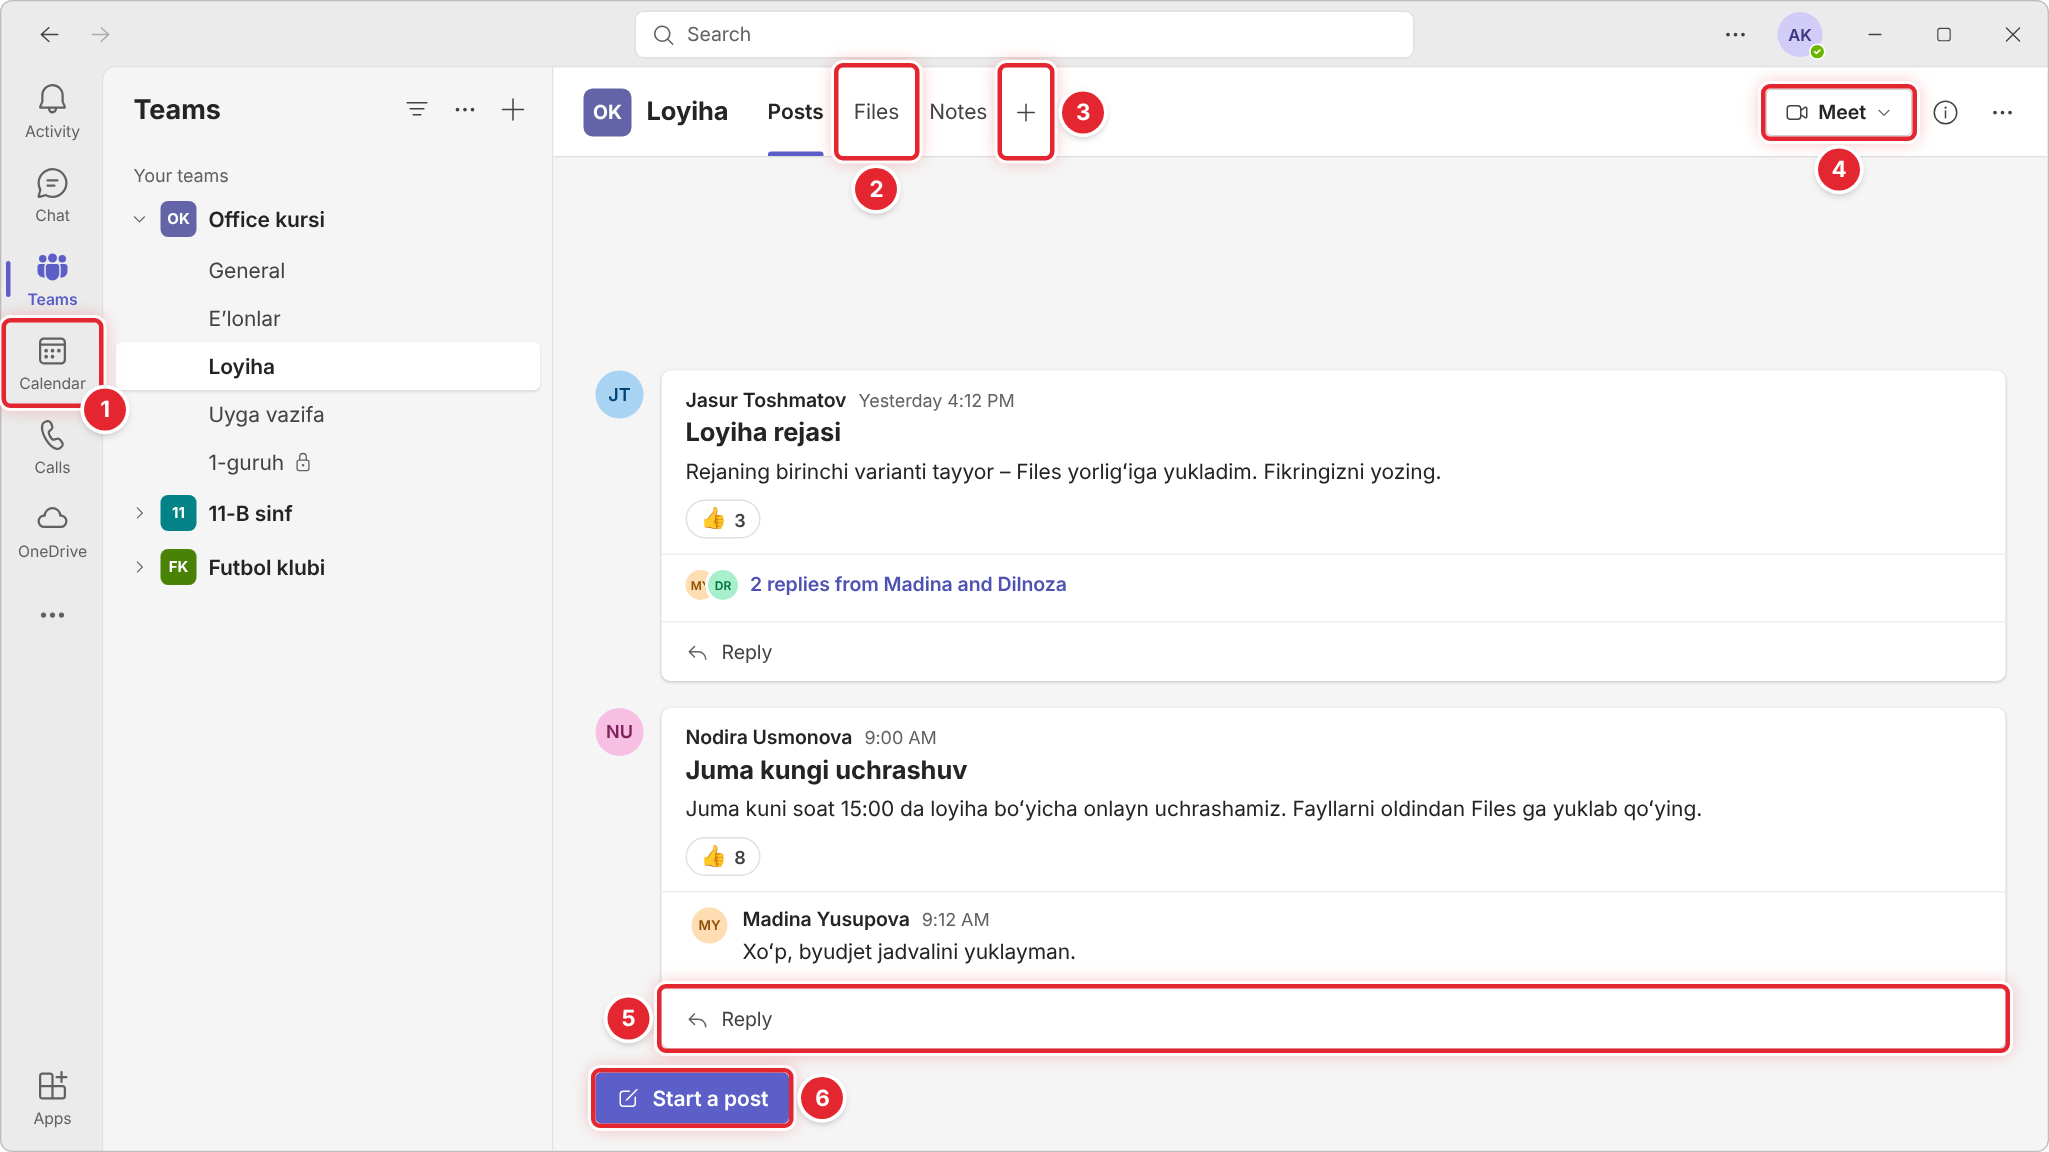 Search
AK
Activity
Chat
Teams
Calendar
1
Calls
OneDrive
Apps
Teams
Your teams
OK Office kursi
General
E’lonlar
Loyiha
Uyga vazifa
1-guruh
11 11-B sinf
FK Futbol klubi
OK Loyiha Posts Files Notes + 3 Meet
2
4
JT
Jasur Toshmatov Yesterday 4:12 PM
Loyiha rejasi
Rejaning birinchi varianti tayyor – Files yorlig‘iga yukladim. Fikringizni yozing.
👍 3
MY DR 2 replies from Madina and Dilnoza
Reply
NU
Nodira Usmonova 9:00 AM
Juma kungi uchrashuv
Juma kuni soat 15:00 da loyiha bo‘yicha onlayn uchrashamiz. Fayllarni oldindan Files ga yuklab qo‘ying.
👍 8
MY Madina Yusupova 9:12 AM
Xo‘p, byudjet jadvalini yuklayman.
5 Reply
Start a post 6